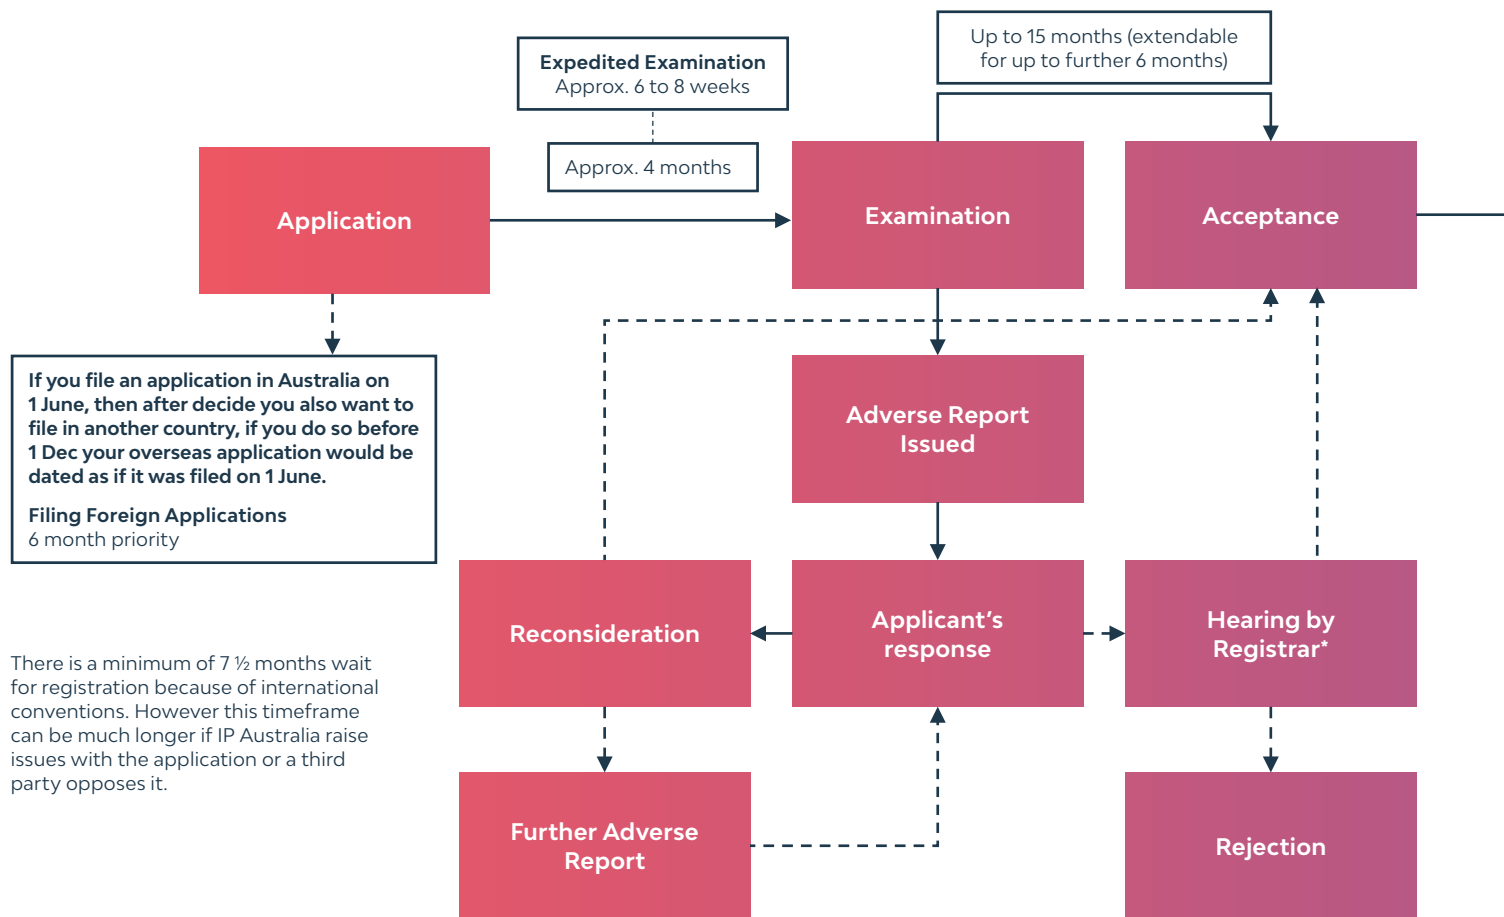 Up to 15 months (extendable
for up to further 6 months)
Expedited Examination
Approx. 6 to 8 weeks
Approx. 4 months
Application
Examination
Acceptance
If you file an application in Australia on
1 June, then after decide you also want to
file in another country, if you do so before
1 Dec your overseas application would be
dated as if it was filed on 1 June.
Filing Foreign Applications
6 month priority
Adverse Report
Issued
Reconsideration
Applicant's
response
Hearing by
Registrar*
There is a minimum of 7 ½ months wait
for registration because of international
conventions. However this timeframe
can be much longer if IP Australia raise
issues with the application or a third
party opposes it.
Further Adverse
Report
Rejection